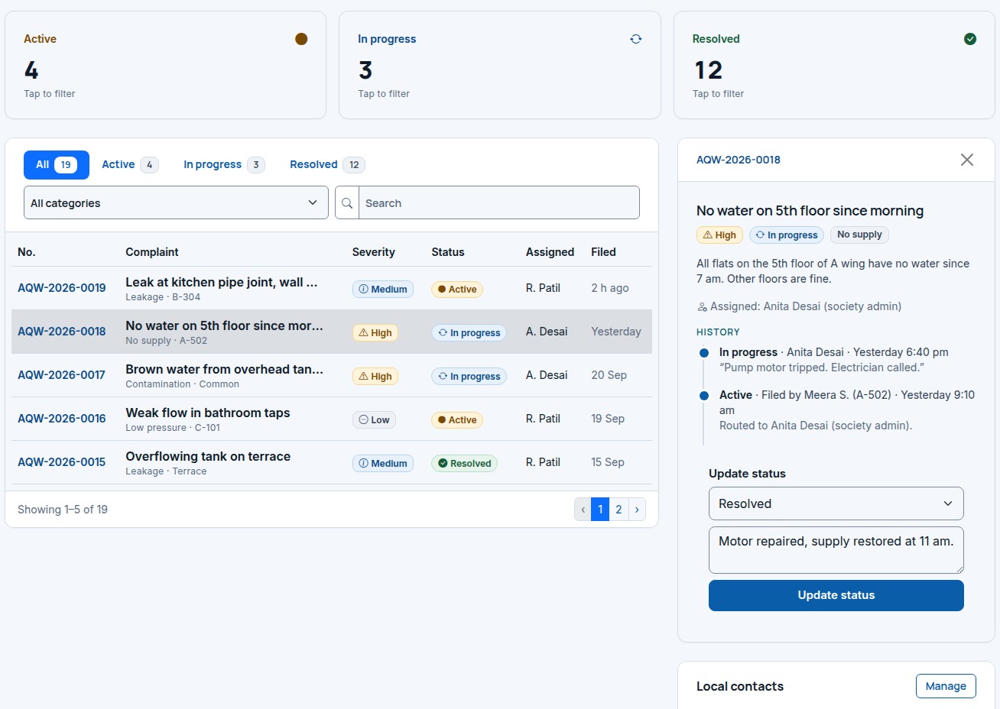 Active
4
Tap to filter
In progress
3
Tap to filter
Resolved
12
Tap to filter
All 19 Active 4 In progress 3 Resolved 12
All categories
Search
No. Complaint Severity Status Assigned Filed
AQW-2026-0019 Leak at kitchen pipe joint, wall ... Medium Active R. Patil 2 h ago
Leakage · B-304
AQW-2026-0018 No water on 5th floor since mor... High In progress A. Desai Yesterday
No supply · A-502
AQW-2026-0017 Brown water from overhead tan... High In progress A. Desai 20 Sep
Contamination · Common
AQW-2026-0016 Weak flow in bathroom taps Low Active R. Patil 19 Sep
Low pressure · C-101
AQW-2026-0015 Overflowing tank on terrace Medium Resolved R. Patil 15 Sep
Leakage · Terrace
Showing 1–5 of 19
‹ 1 2 ›
AQW-2026-0018
No water on 5th floor since morning
High In progress No supply
All flats on the 5th floor of A wing have no water since
7 am. Other floors are fine.
Assigned: Anita Desai (society admin)
HISTORY
In progress · Anita Desai · Yesterday 6:40 pm
“Pump motor tripped. Electrician called.”
Active · Filed by Meera S. (A-502) · Yesterday 9:10
am
Routed to Anita Desai (society admin).
Update status
Resolved
Motor repaired, supply restored at 11 am.
Update status
Local contacts
Manage